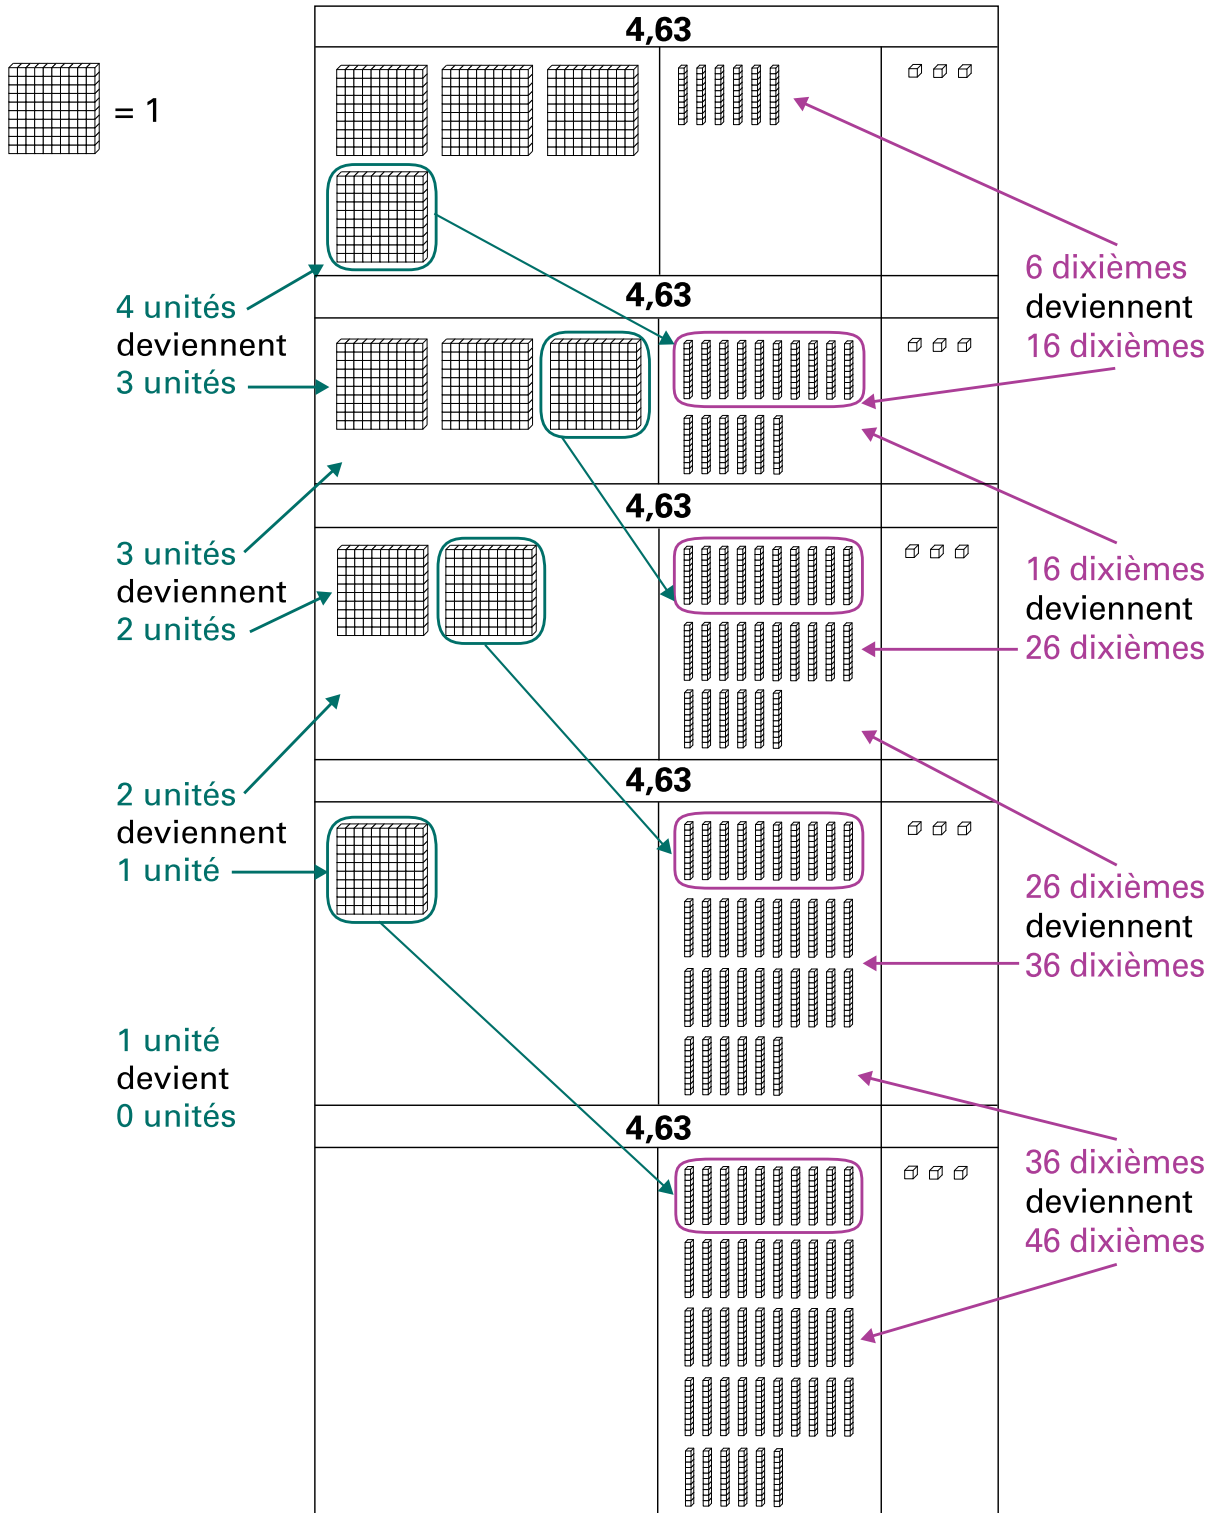 4,63
= 1
6 dixièmes
deviennent
16 dixièmes
4 unités
deviennent
3 unités
4,63
3 unités
deviennent
2 unités
4,63
16 dixièmes
deviennent
26 dixièmes
2 unités
deviennent
1 unité
4,63
26 dixièmes
deviennent
36 dixièmes
1 unité
devient
0 unités
4,63
36 dixièmes
deviennent
46 dixièmes